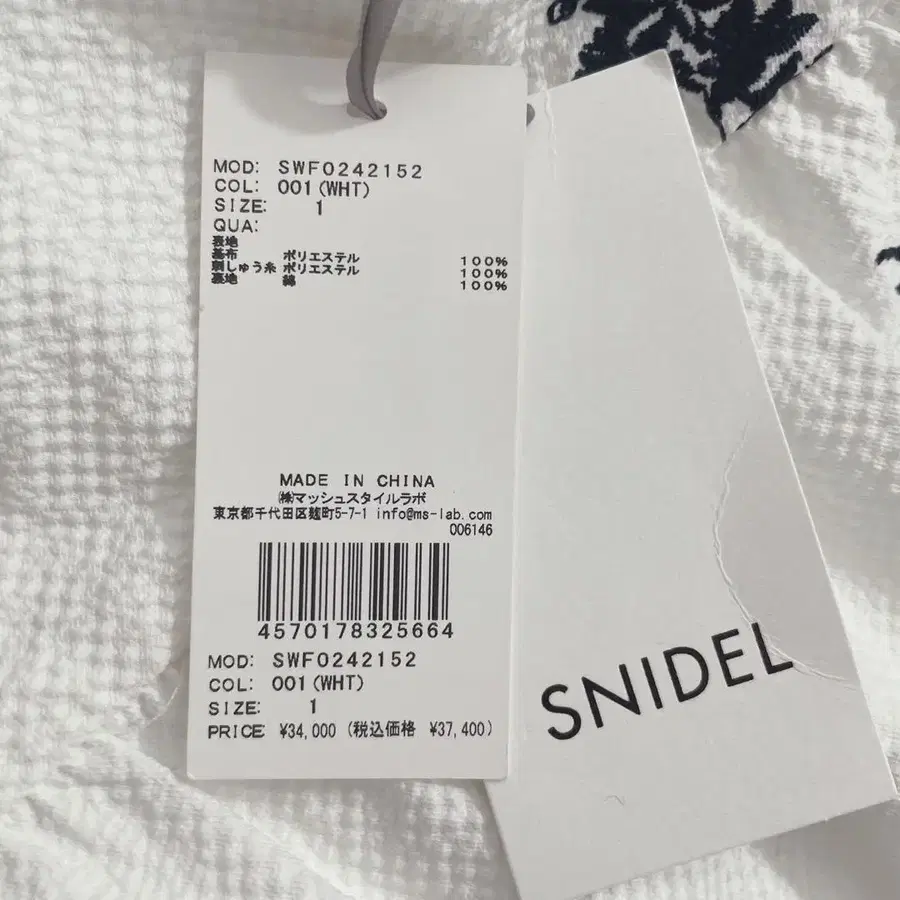 MOD: SWF0242152
COL: 001(WHT)
SIZE: 1
QUA:
表地
基布 ポリエステル 100%
刺しゅう糸 ポリエステル 100%
裏地 綿 100%
MADE IN CHINA
㈱マッシュスタイルラボ
東京都千代田区麹町5-7-1 info@ms-lab.com
006146
4570178325664
MOD: SWF0242152
COL: 001(WHT)
SIZE: 1
PRICE ¥34,000 (税込価格 ¥37,400)
SNIDEL